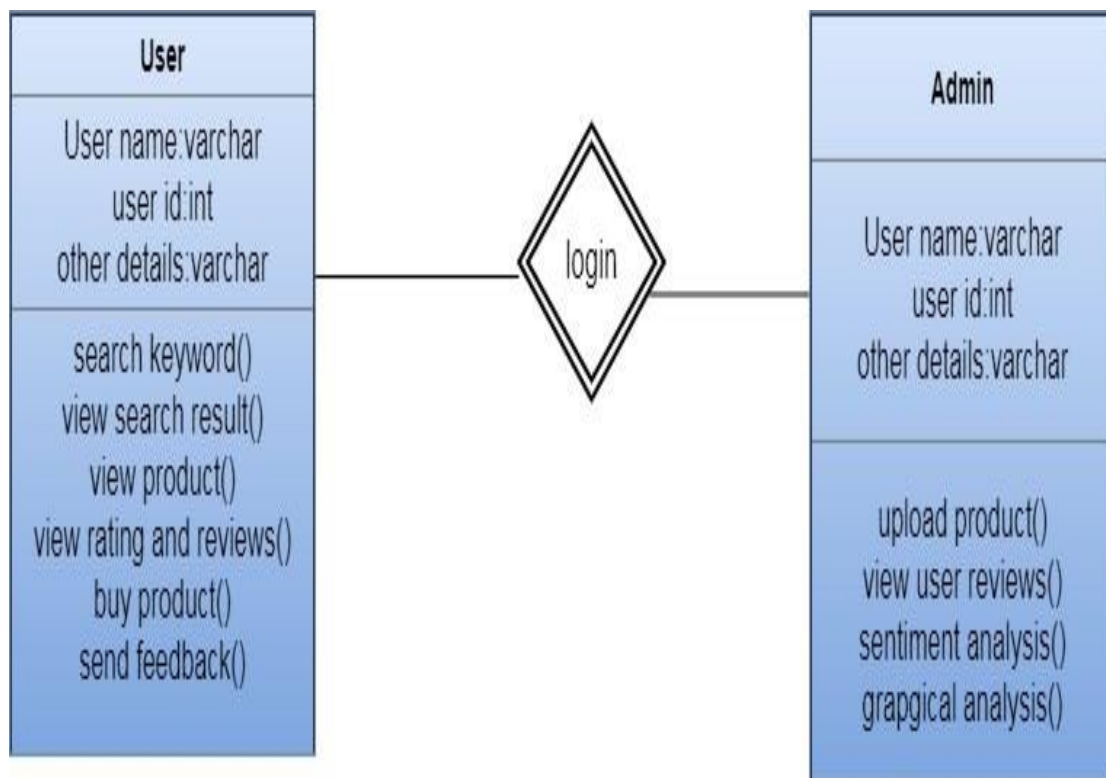 User
User name:varchar
user id:int
other details:varchar
search keyword()
view search result()
view product()
view rating and reviews()
buy product()
send feedback()
login
Admin
User name:varchar
user id:int
other details:varchar
upload product()
view user reviews()
sentiment analysis()
grapgical analysis()